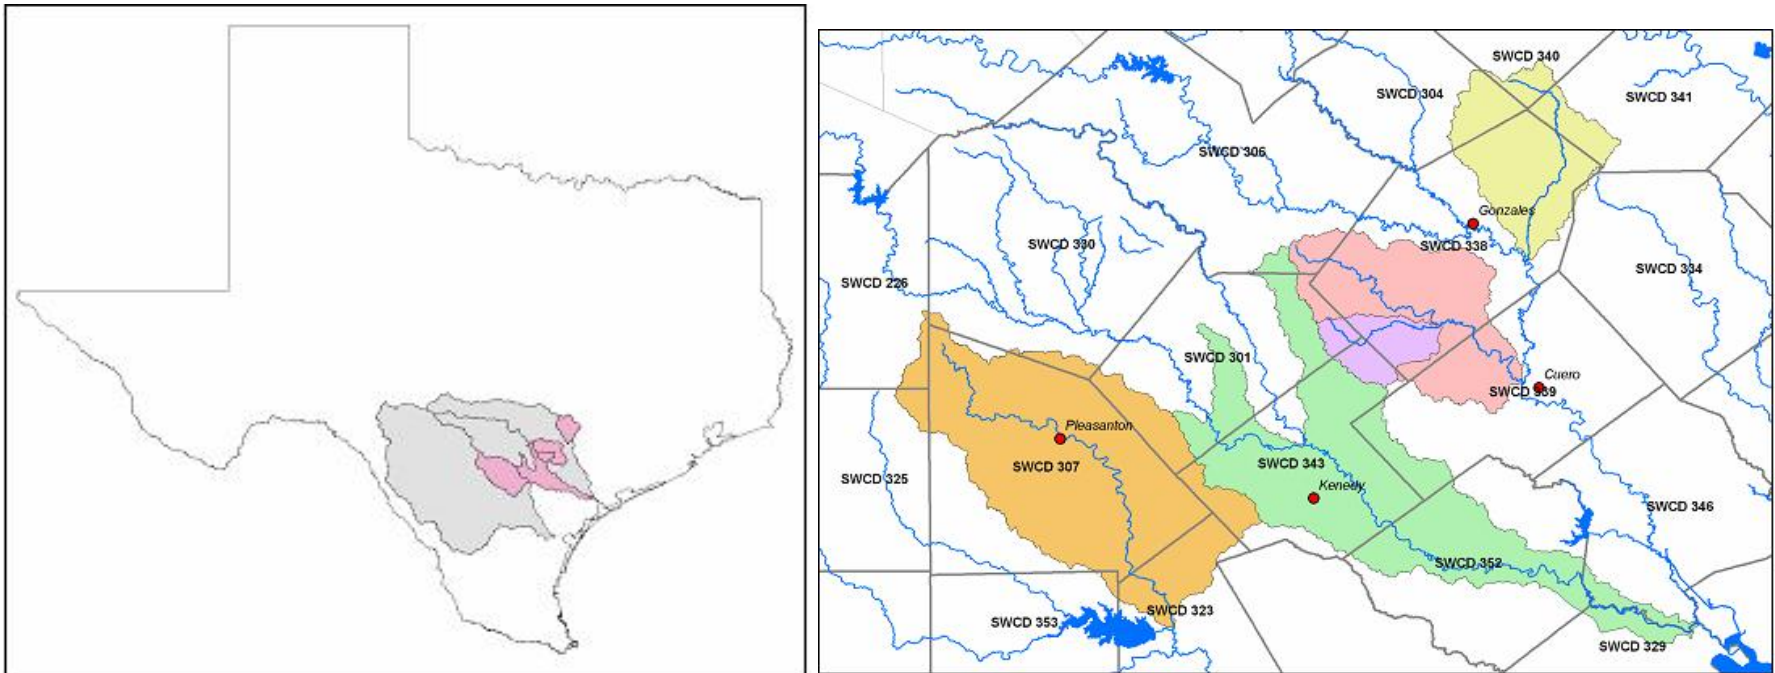 SWCD 340
SWCD 304
SWCD 341
SWCD 306
Gonzales
SWCD 330
SWCD 338
SWCD 334
SWCD 226
SWCD 301
Cuero
SWCD 339
Pleasanton
SWCD 307
SWCD 343
SWCD 325
Kenedy
SWCD 346
SWCD 352
SWCD 323
SWCD 353
SWCD 329